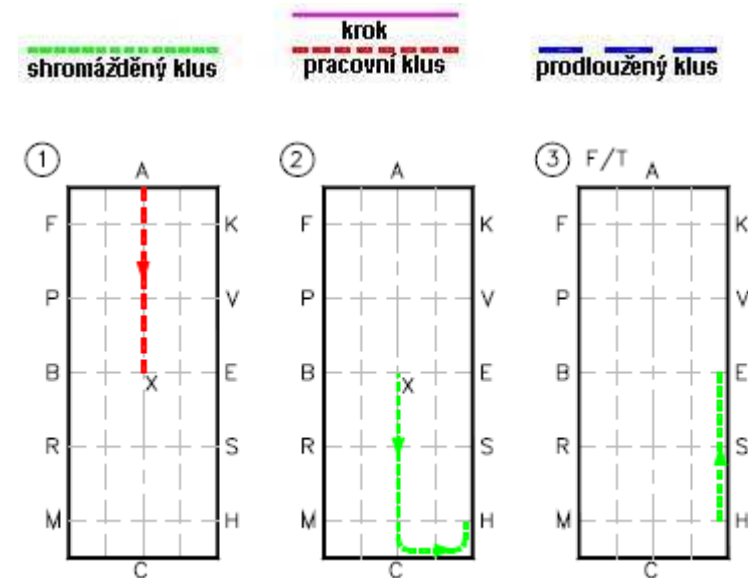 krok
shromážděný klus
pracovní klus
prodloužený klus
1
2
3 F/T
A
A
A
F
K
F
K
F
K
P
V
P
V
P
V
B
X
E
B
X
E
B
E
R
S
R
S
R
S
M
H
M
H
M
H
C
C
C